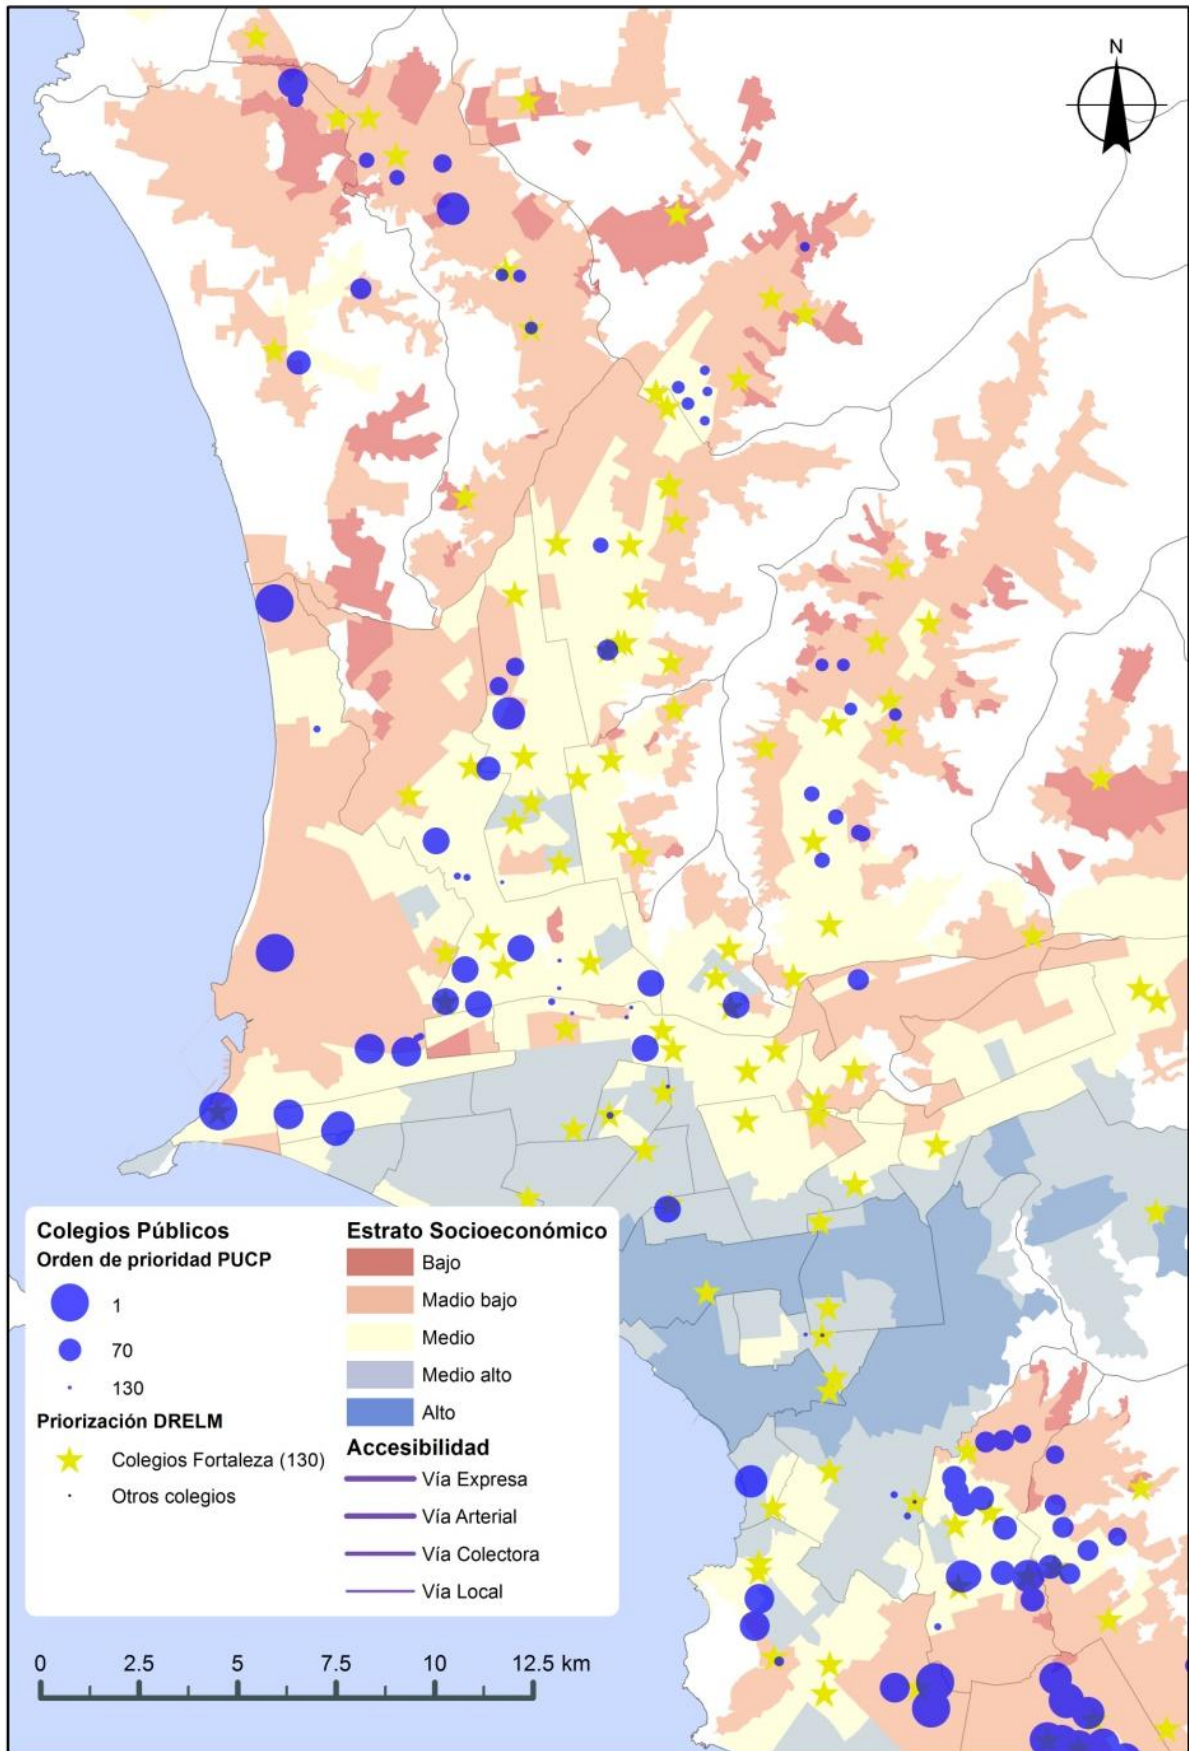 N
Colegios Públicos
Orden de prioridad PUCP
1
70
130
Priorización DRELM
Colegios Fortaleza (130)
Otros colegios
Estrato Socioeconómico
Bajo
Madio bajo
Medio
Medio alto
Alto
Accesibilidad
Vía Expresa
Vía Arterial
Vía Colectora
Vía Local
0 2.5 5 7.5 10 12.5 km